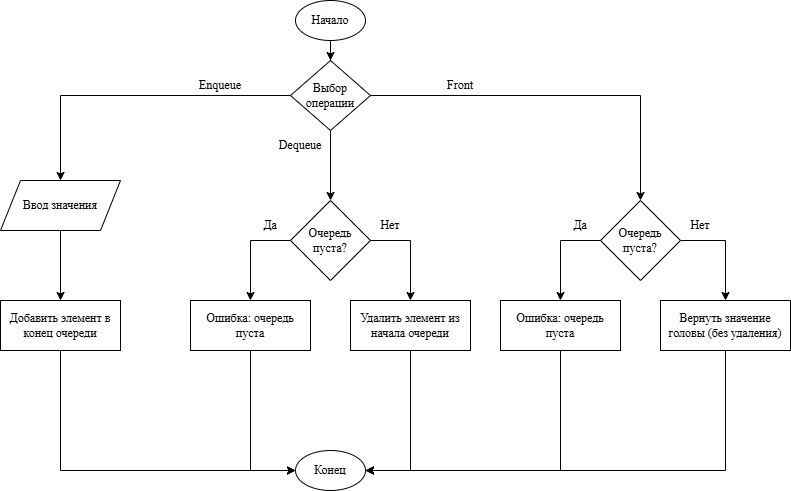 Начало
Выбор
операции
Enqueue
Front
Dequeue
Ввод значения
Да
Очередь
пуста?
Нет
Да
Очередь
пуста?
Нет
Добавить элемент в
конец очереди
Ошибка: очередь
пуста
Удалить элемент из
начала очереди
Ошибка: очередь
пуста
Вернуть значение
головы (без удаления)
Конец